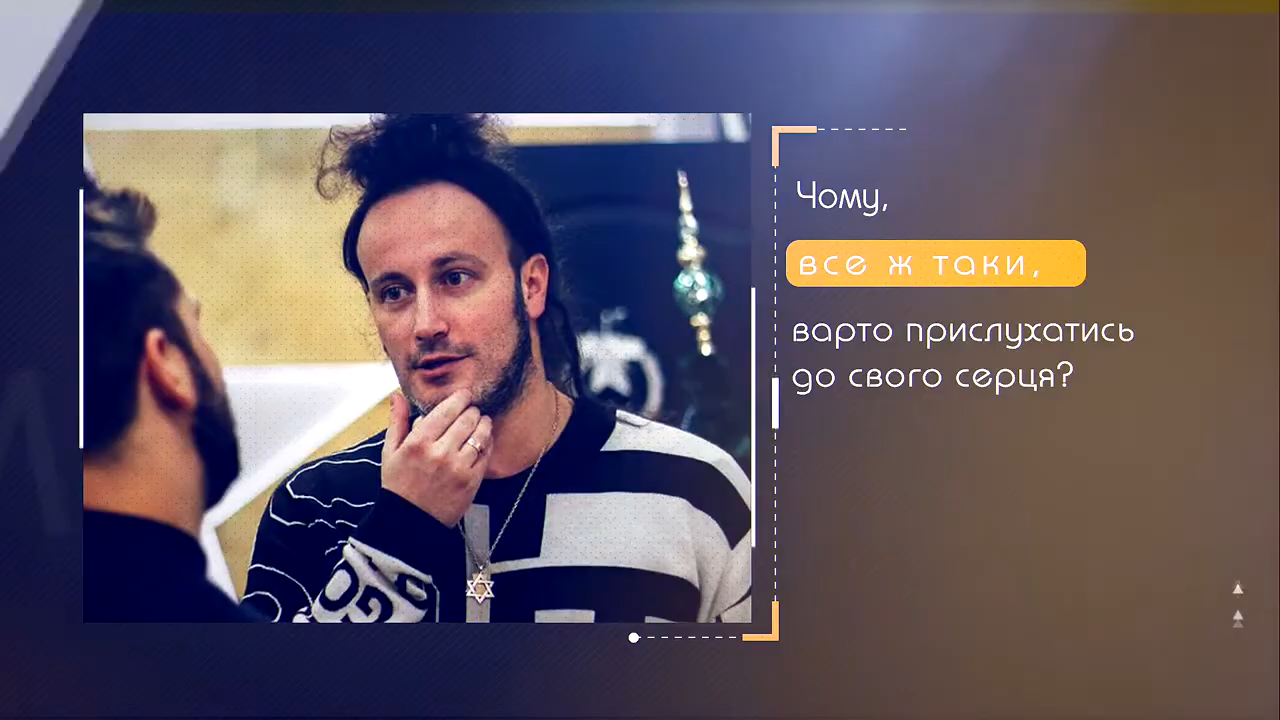 Чому,
все ж таки,
варто прислухатись
до свого серця?